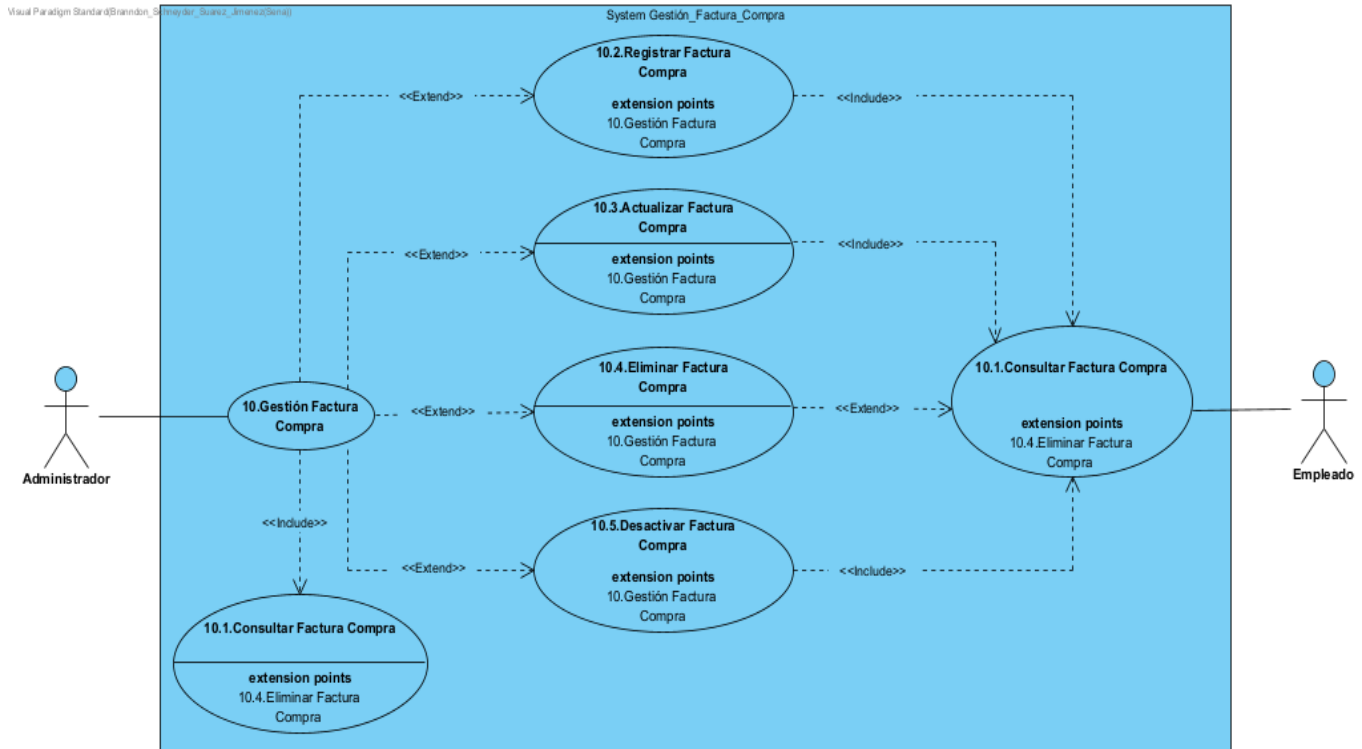 Visual Paradigm Standard(Branndon_Schneyder_Suarez_Jimenez(Sena))
System Gestión_Factura_Compra
10.2.Registrar Factura
Compra
extension points
10.Gestión Factura
Compra
<<Extend>>
<<Include>>
10.3.Actualizar Factura
Compra
extension points
10.Gestión Factura
Compra
<<Extend>>
<<Include>>
10.4.Eliminar Factura
Compra
extension points
10.Gestión Factura
Compra
<<Extend>>
<<Extend>>
10.1.Consultar Factura Compra
extension points
10.4.Eliminar Factura
Compra
10.Gestión Factura
Compra
Administrador
Empleado
10.5.Desactivar Factura
Compra
extension points
10.Gestión Factura
Compra
<<Extend>>
<<Include>>
<<Include>>
10.1.Consultar Factura Compra
extension points
10.4.Eliminar Factura
Compra